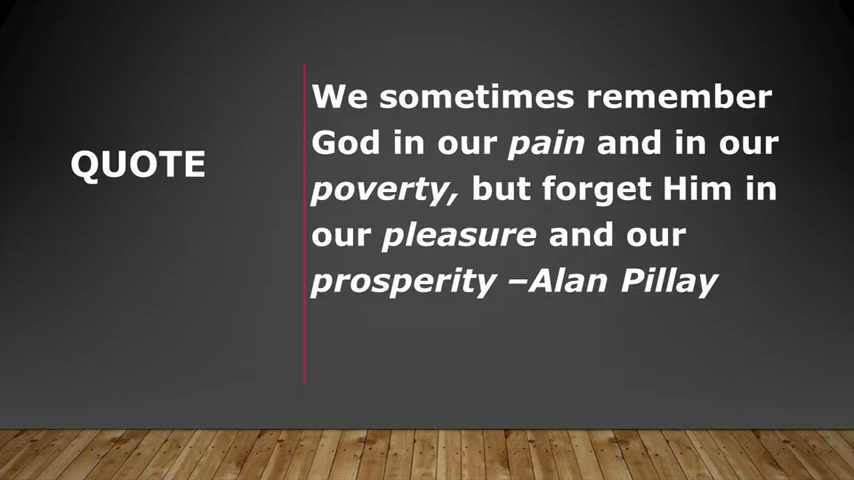 QUOTE
We sometimes remember
God in our pain and in our
poverty, but forget Him in
our pleasure and our
prosperity –Alan Pillay